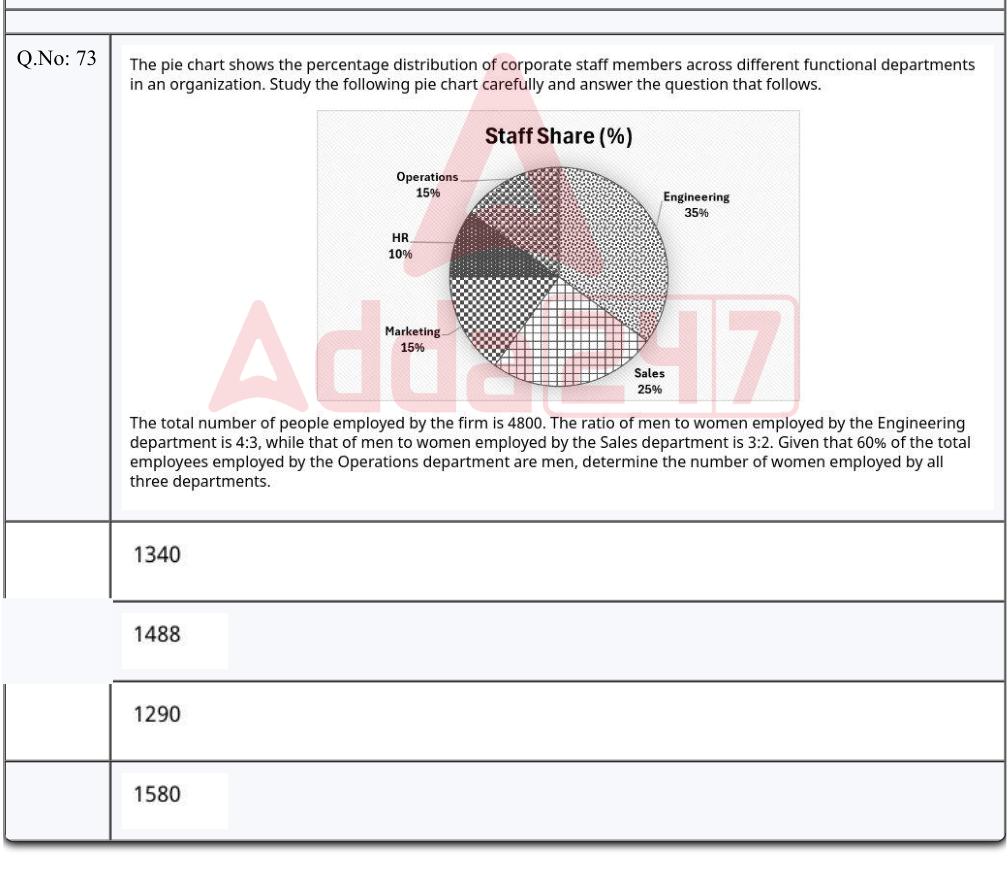 Q.No: 73
The pie chart shows the percentage distribution of corporate staff members across different functional departments
in an organization. Study the following pie chart carefully and answer the question that follows.
Staff Share (%)
Operations
15%
Engineering
35%
HR
10%
Marketing
15%
Sales
25%
Adda247
The total number of people employed by the firm is 4800. The ratio of men to women employed by the Engineering
department is 4:3, while that of men to women employed by the Sales department is 3:2. Given that 60% of the total
employees employed by the Operations department are men, determine the number of women employed by all
three departments.
1340
1488
1290
1580